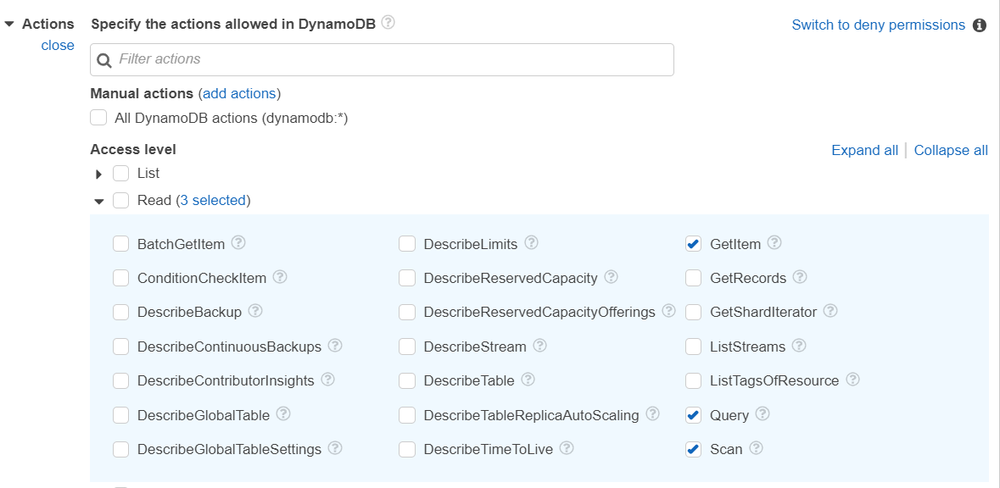 Actions Specify the actions allowed in DynamoDB ? Switch to deny permissions i
close
Filter actions
Manual actions (add actions)
All DynamoDB actions (dynamodb:*)
Access level Expand all | Collapse all
List
Read (3 selected)
BatchGetItem ? DescribeLimits ? GetItem ?
ConditionCheckItem ? DescribeReservedCapacity ? GetRecords ?
DescribeBackup ? DescribeReservedCapacityOfferings ? GetShardIterator ?
DescribeContinuousBackups ? DescribeStream ? ListStreams ?
DescribeContributorInsights ? DescribeTable ? ListTagsOfResource ?
DescribeGlobalTable ? DescribeTableReplicaAutoScaling ? Query ?
DescribeGlobalTableSettings ? DescribeTimeToLive ? Scan ?